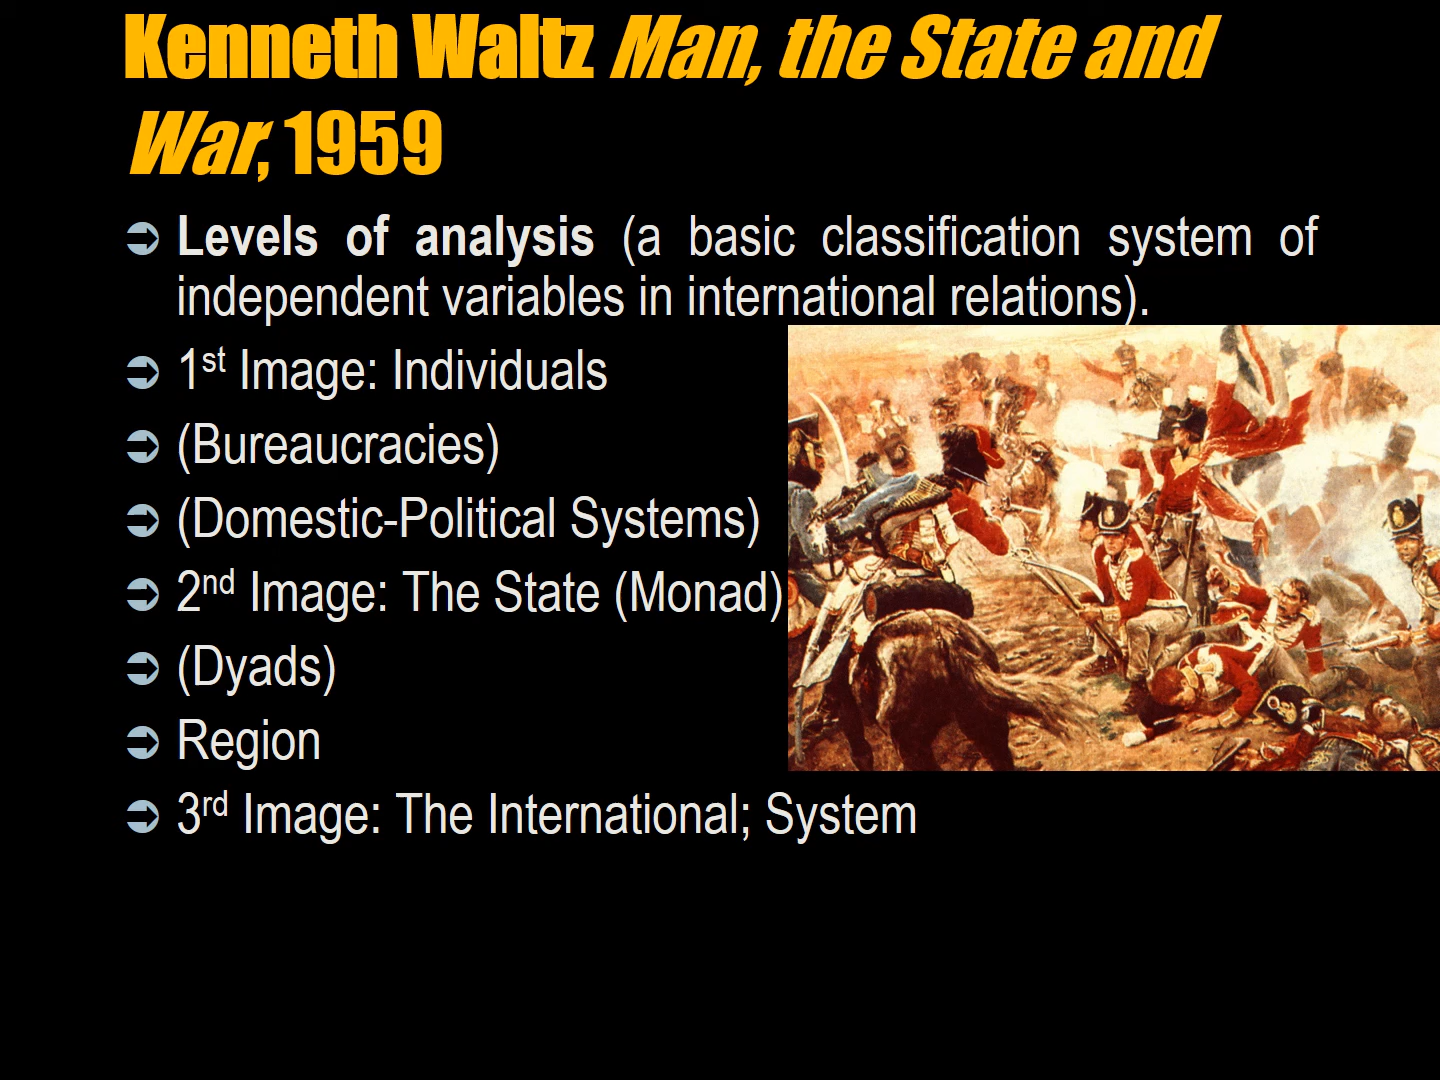 Kenneth Waltz Man, the State and
War, 1959
Levels of analysis (a basic classification system of
independent variables in international relations).
1st Image: Individuals
(Bureaucracies)
(Domestic-Political Systems)
2nd Image: The State (Monad)
(Dyads)
Region
3rd Image: The International; System